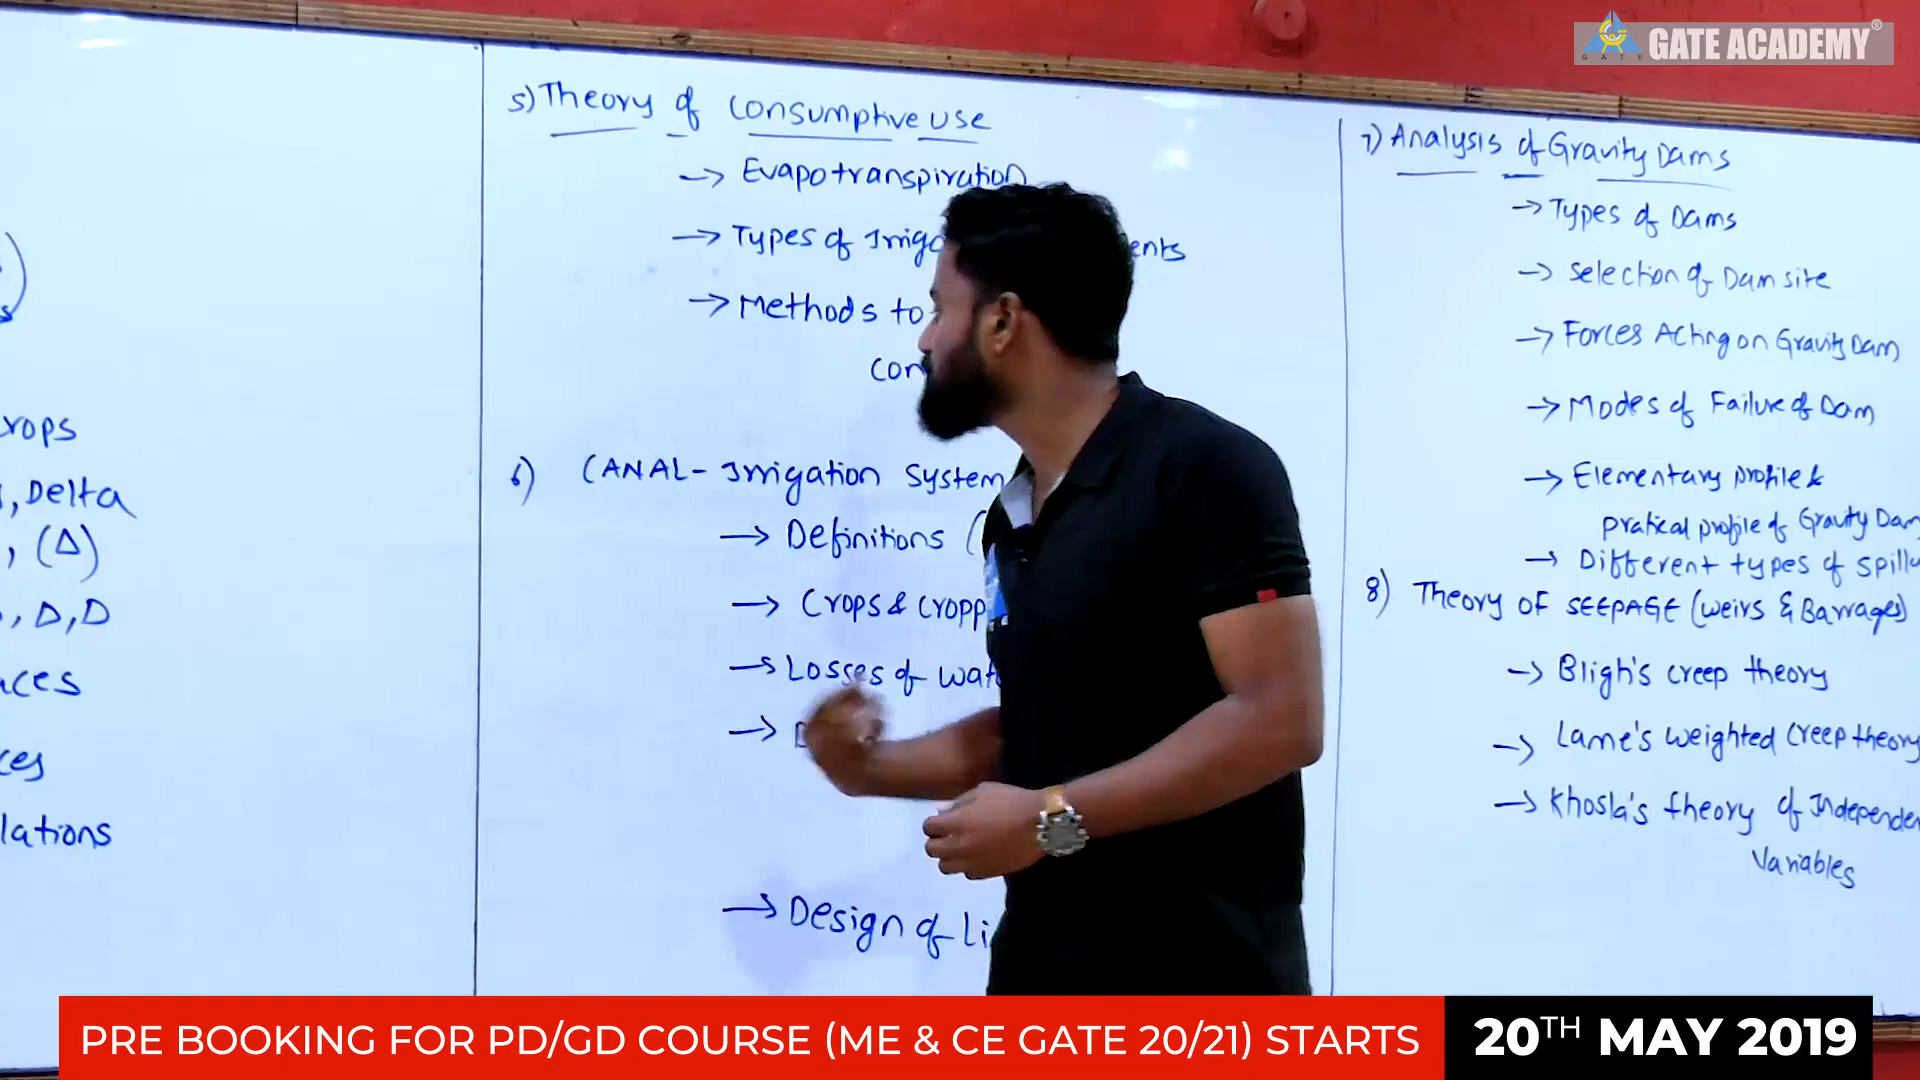 GATE ACADEMY®
GATE
rops
, Delta
, (Δ)
, D, D
ces
ces
lations
5) Theory of Consumptive use
→ Evapotranspiration
→ Types of Irrig
ents
→ Methods to
Con
6) CANAL - Irrigation System
→ Definitions (
→ Crops & Cropp
→ Losses of wat
→ D
→ Design of Li
7) Analysis of Gravity Dams
→ Types of Dams
→ Selection of Dam site
→ Forces Acting on Gravity Dam
→ Modes of Failure of Dam
→ Elementary profile &
pratical profile of Gravity Dam
→ Different types of spillw
8) Theory OF SEEPAGE (weirs & Barrages)
→ Bligh's creep theory
→ Lame's weighted Creep theory
→ Khosla's theory of Independen
Variables
PRE BOOKING FOR PD/GD COURSE (ME & CE GATE 20/21) STARTS
20TH MAY 2019